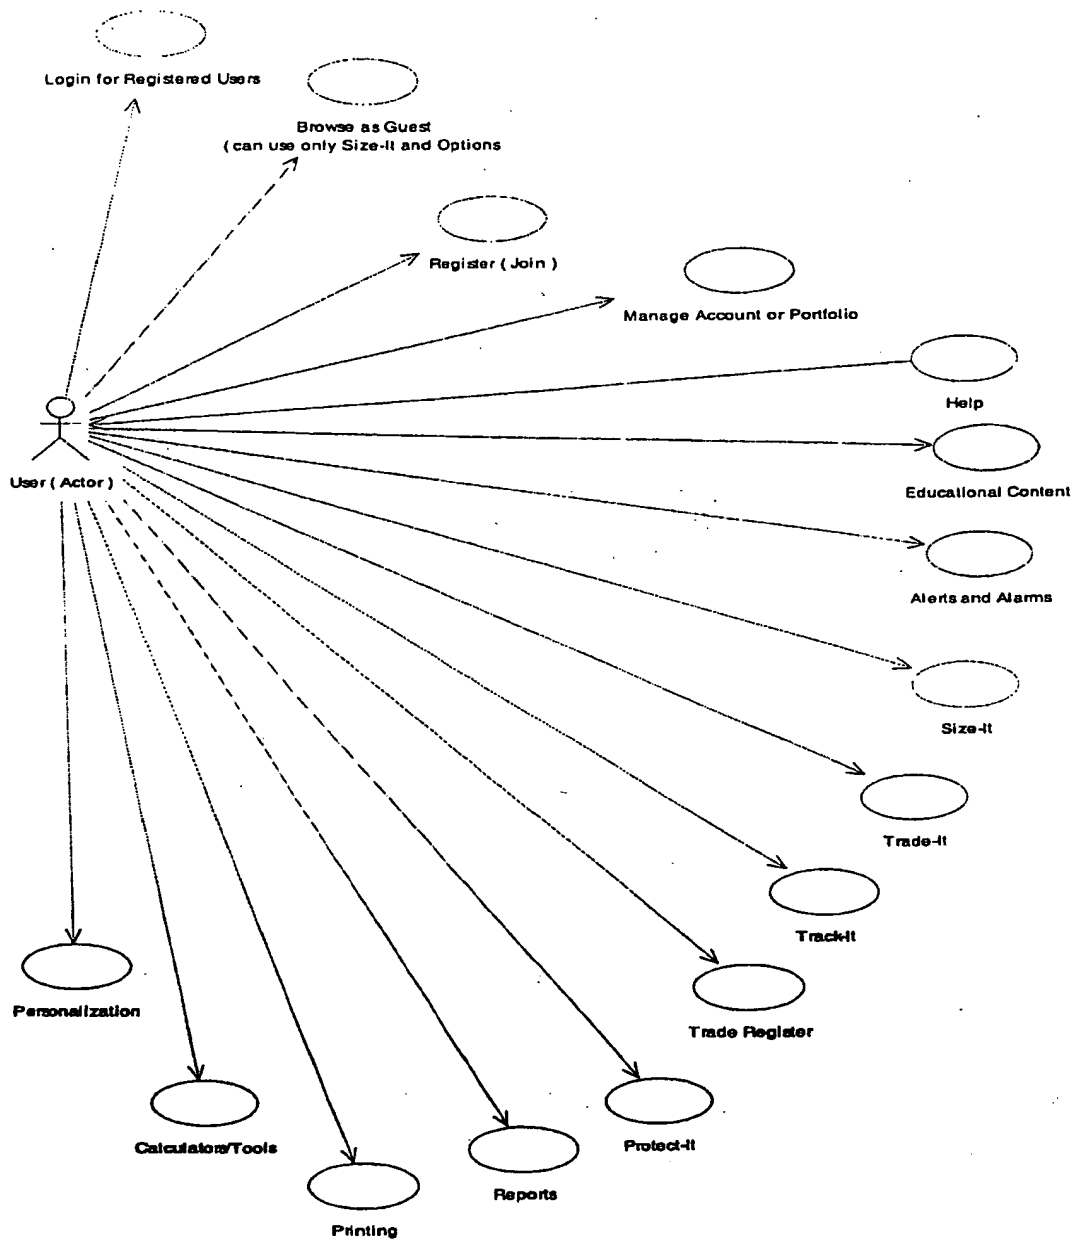 Login for Registered Users
Browse as Guest
(can use only Size-It and Options
Register ( Join )
Manage Account or Portfolio
Help
User ( Actor )
Educational Content
Alerts and Alarms
Size-It
Trade-It
Track-It
Personalization
Trade Register
Calculators/Tools
Protect-It
Reports
Printing